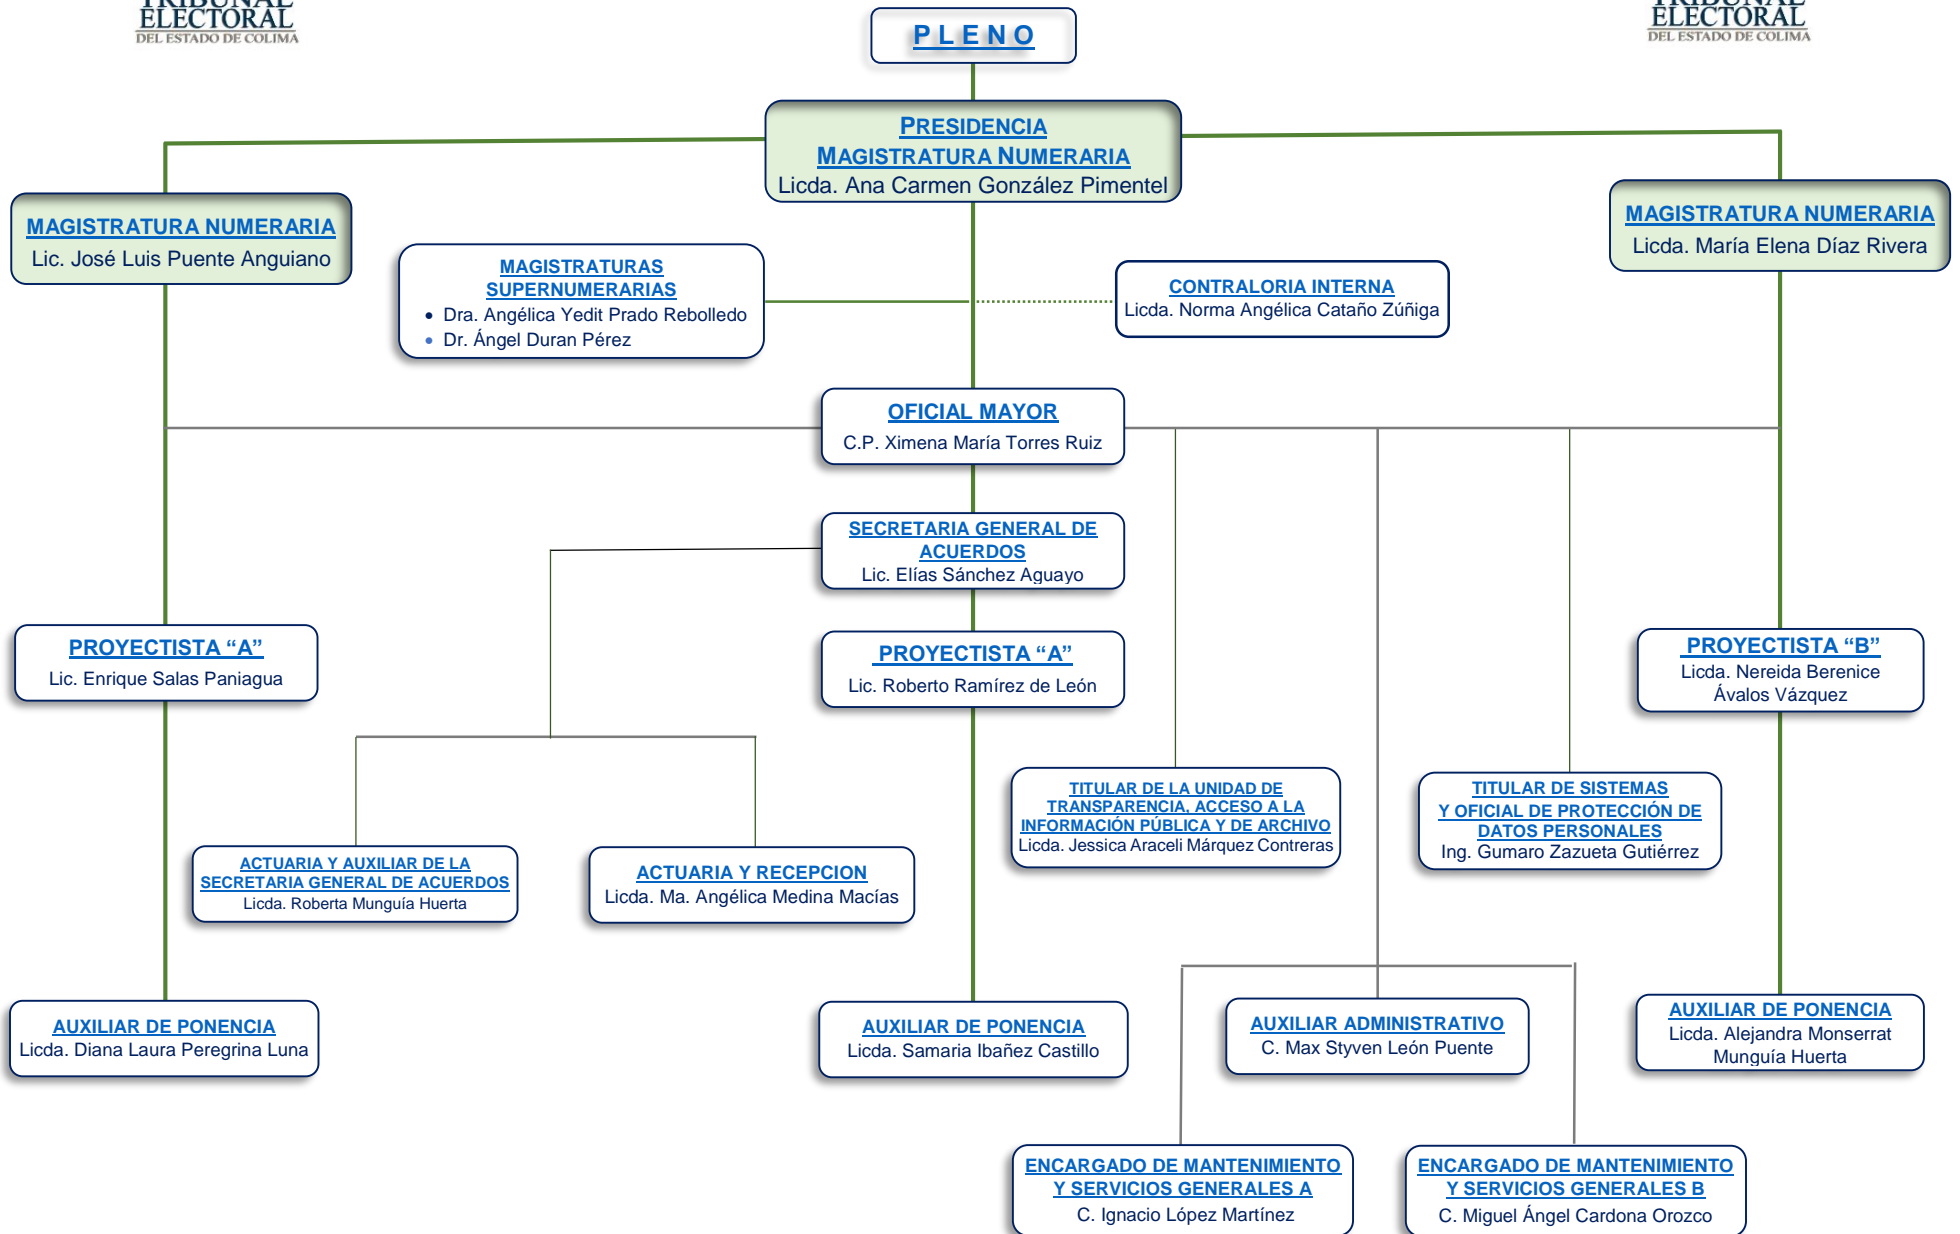 TRIBUNAL
ELECTORAL
DEL ESTADO DE COLIMA
TRIBUNAL
ELECTORAL
DEL ESTADO DE COLIMA
P L E N O
PRESIDENCIA
MAGISTRATURA NUMERARIA
Licda. Ana Carmen González Pimentel
MAGISTRATURA NUMERARIA
Lic. José Luis Puente Anguiano
MAGISTRATURA NUMERARIA
Licda. María Elena Díaz Rivera
MAGISTRATURAS
SUPERNUMERARIAS
• Dra. Angélica Yedit Prado Rebolledo
• Dr. Ángel Duran Pérez
CONTRALORIA INTERNA
Licda. Norma Angélica Cataño Zúñiga
OFICIAL MAYOR
C.P. Ximena María Torres Ruiz
SECRETARIA GENERAL DE
ACUERDOS
Lic. Elías Sánchez Aguayo
PROYECTISTA “A”
Lic. Enrique Salas Paniagua
PROYECTISTA “A”
Lic. Roberto Ramírez de León
PROYECTISTA “B”
Licda. Nereida Berenice
Ávalos Vázquez
TITULAR DE LA UNIDAD DE
TRANSPARENCIA, ACCESO A LA
INFORMACIÓN PÚBLICA Y DE ARCHIVO
Licda. Jessica Araceli Márquez Contreras
TITULAR DE SISTEMAS
Y OFICIAL DE PROTECCIÓN DE
DATOS PERSONALES
Ing. Gumaro Zazueta Gutiérrez
ACTUARIA Y AUXILIAR DE LA
SECRETARIA GENERAL DE ACUERDOS
Licda. Roberta Munguía Huerta
ACTUARIA Y RECEPCION
Licda. Ma. Angélica Medina Macías
AUXILIAR DE PONENCIA
Licda. Diana Laura Peregrina Luna
AUXILIAR DE PONENCIA
Licda. Samaria Ibañez Castillo
AUXILIAR ADMINISTRATIVO
C. Max Styven León Puente
AUXILIAR DE PONENCIA
Licda. Alejandra Monserrat
Munguía Huerta
ENCARGADO DE MANTENIMIENTO
Y SERVICIOS GENERALES A
C. Ignacio López Martínez
ENCARGADO DE MANTENIMIENTO
Y SERVICIOS GENERALES B
C. Miguel Ángel Cardona Orozco